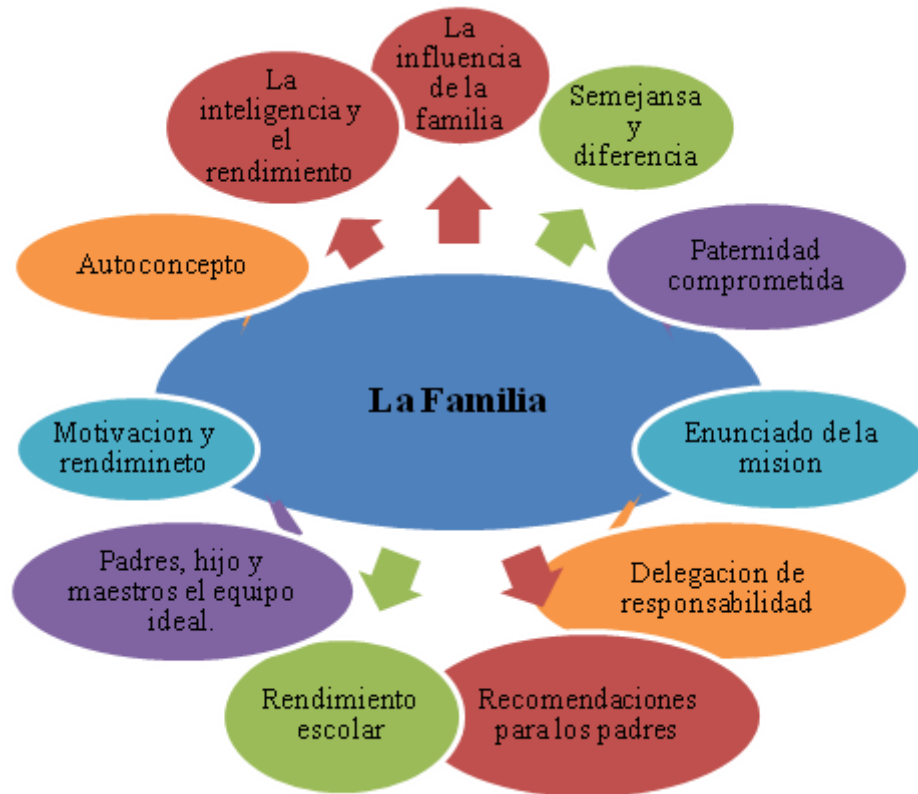 La
influencia
de la
familia
Semejansa
y
diferencia
Paternidad
comprometida
Enunciado de la
mision
Delegacion de
responsabilidad
Recomendaciones
para los padres
Rendimiento
escolar
Padres, hijo y
maestros el equipo
ideal.
Motivacion y
rendimineto
Autoconcepto
La
inteligencia y
el
rendimiento
La Familia